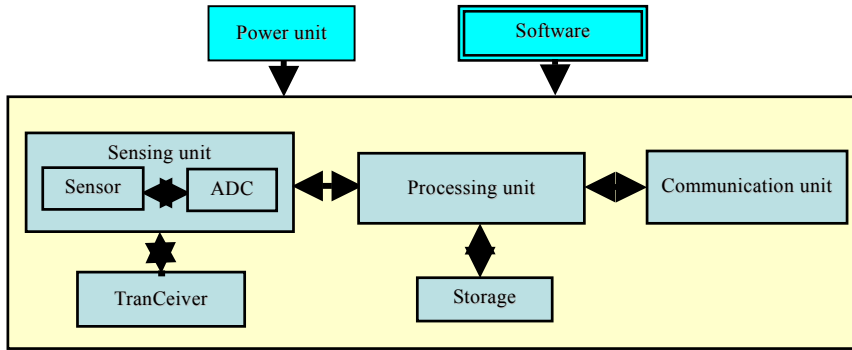 Power unit
Software
Sensing unit
Sensor
ADC
Processing unit
Communication unit
TranCeiver
Storage